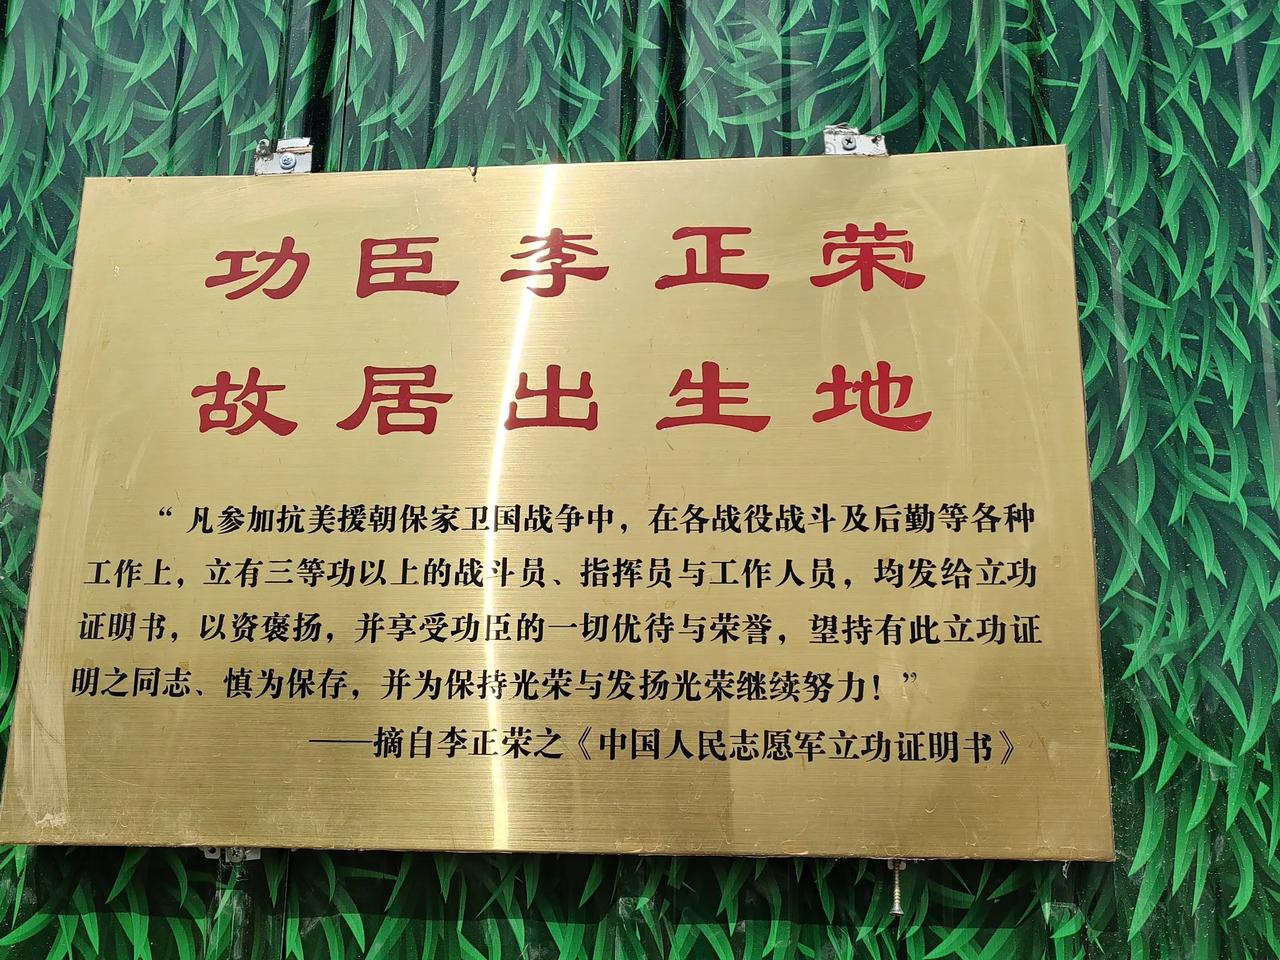 功臣李正荣
故居出生地
“凡参加抗美援朝保家卫国战争中，在各战役战斗及后勤等各种
工作上，立有三等功以上的战斗员、指挥员与工作人员，均发给立功
证明书，以资褒扬，并享受功臣的一切优待与荣誉，望持有此立功证
明之同志、慎为保存，并为保持光荣与发扬光荣继续努力！”
——摘自李正荣之《中国人民志愿军立功证明书》